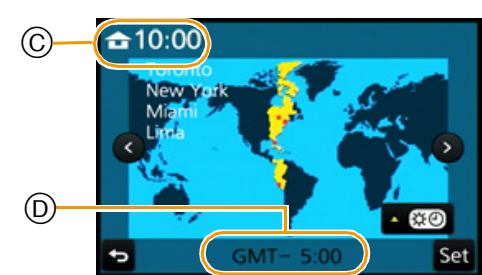 Ⓒ 10:00
Toronto
New York
Miami
Lima
Ⓓ
GMT− 5:00 Set